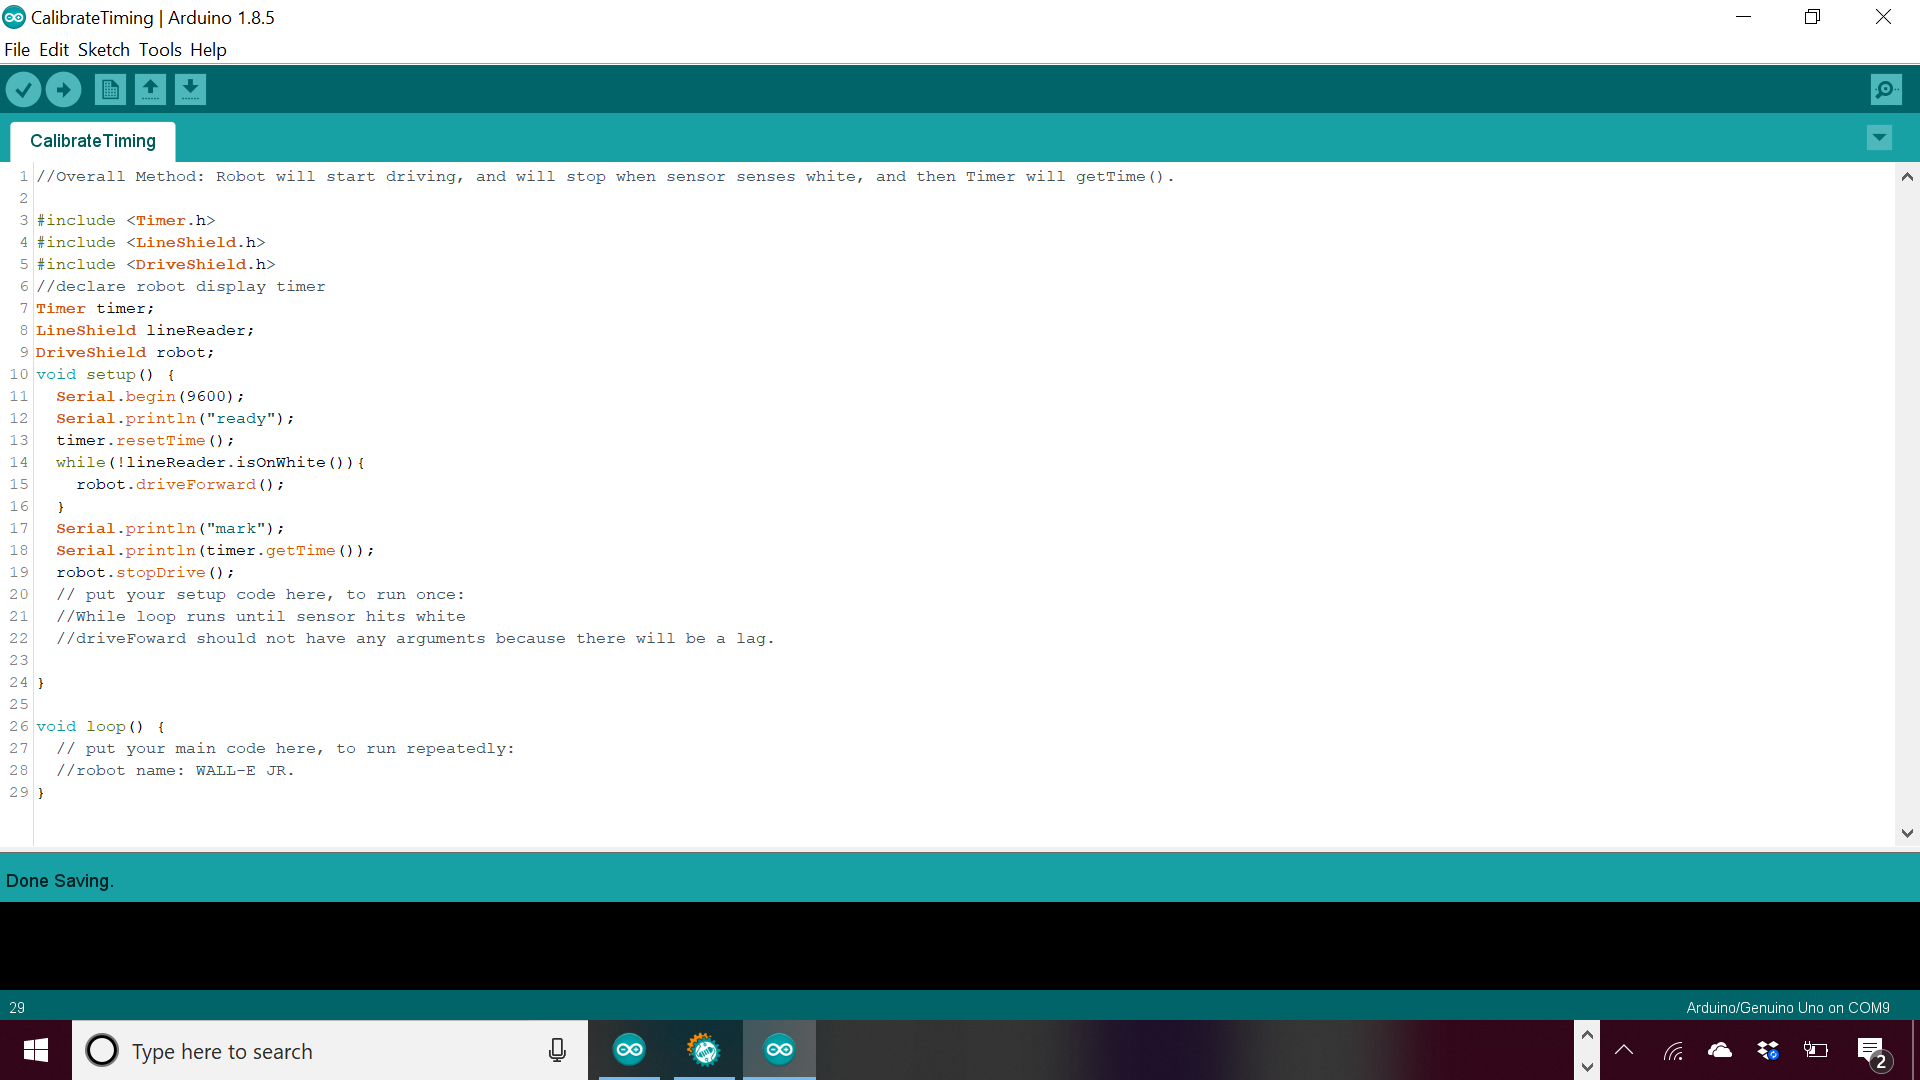 CalibrateTiming | Arduino 1.8.5
File Edit Sketch Tools Help
CalibrateTiming
1 //Overall Method: Robot will start driving, and will stop when sensor senses white, and then Timer will getTime().
2
3 #include <Timer.h>
4 #include <LineShield.h>
5 #include <DriveShield.h>
6 //declare robot display timer
7 Timer timer;
8 LineShield lineReader;
9 DriveShield robot;
10 void setup() {
11   Serial.begin(9600);
12   Serial.println("ready");
13   timer.resetTime();
14   while(!lineReader.isOnWhite()){
15     robot.driveForward();
16   }
17   Serial.println("mark");
18   Serial.println(timer.getTime());
19   robot.stopDrive();
20   // put your setup code here, to run once:
21   //While loop runs until sensor hits white
22   //driveFoward should not have any arguments because there will be a lag.
23
24 }
25
26 void loop() {
27   // put your main code here, to run repeatedly:
28   //robot name: WALL-E JR.
29 }
Done Saving.
29
Arduino/Genuino Uno on COM9
Type here to search
2